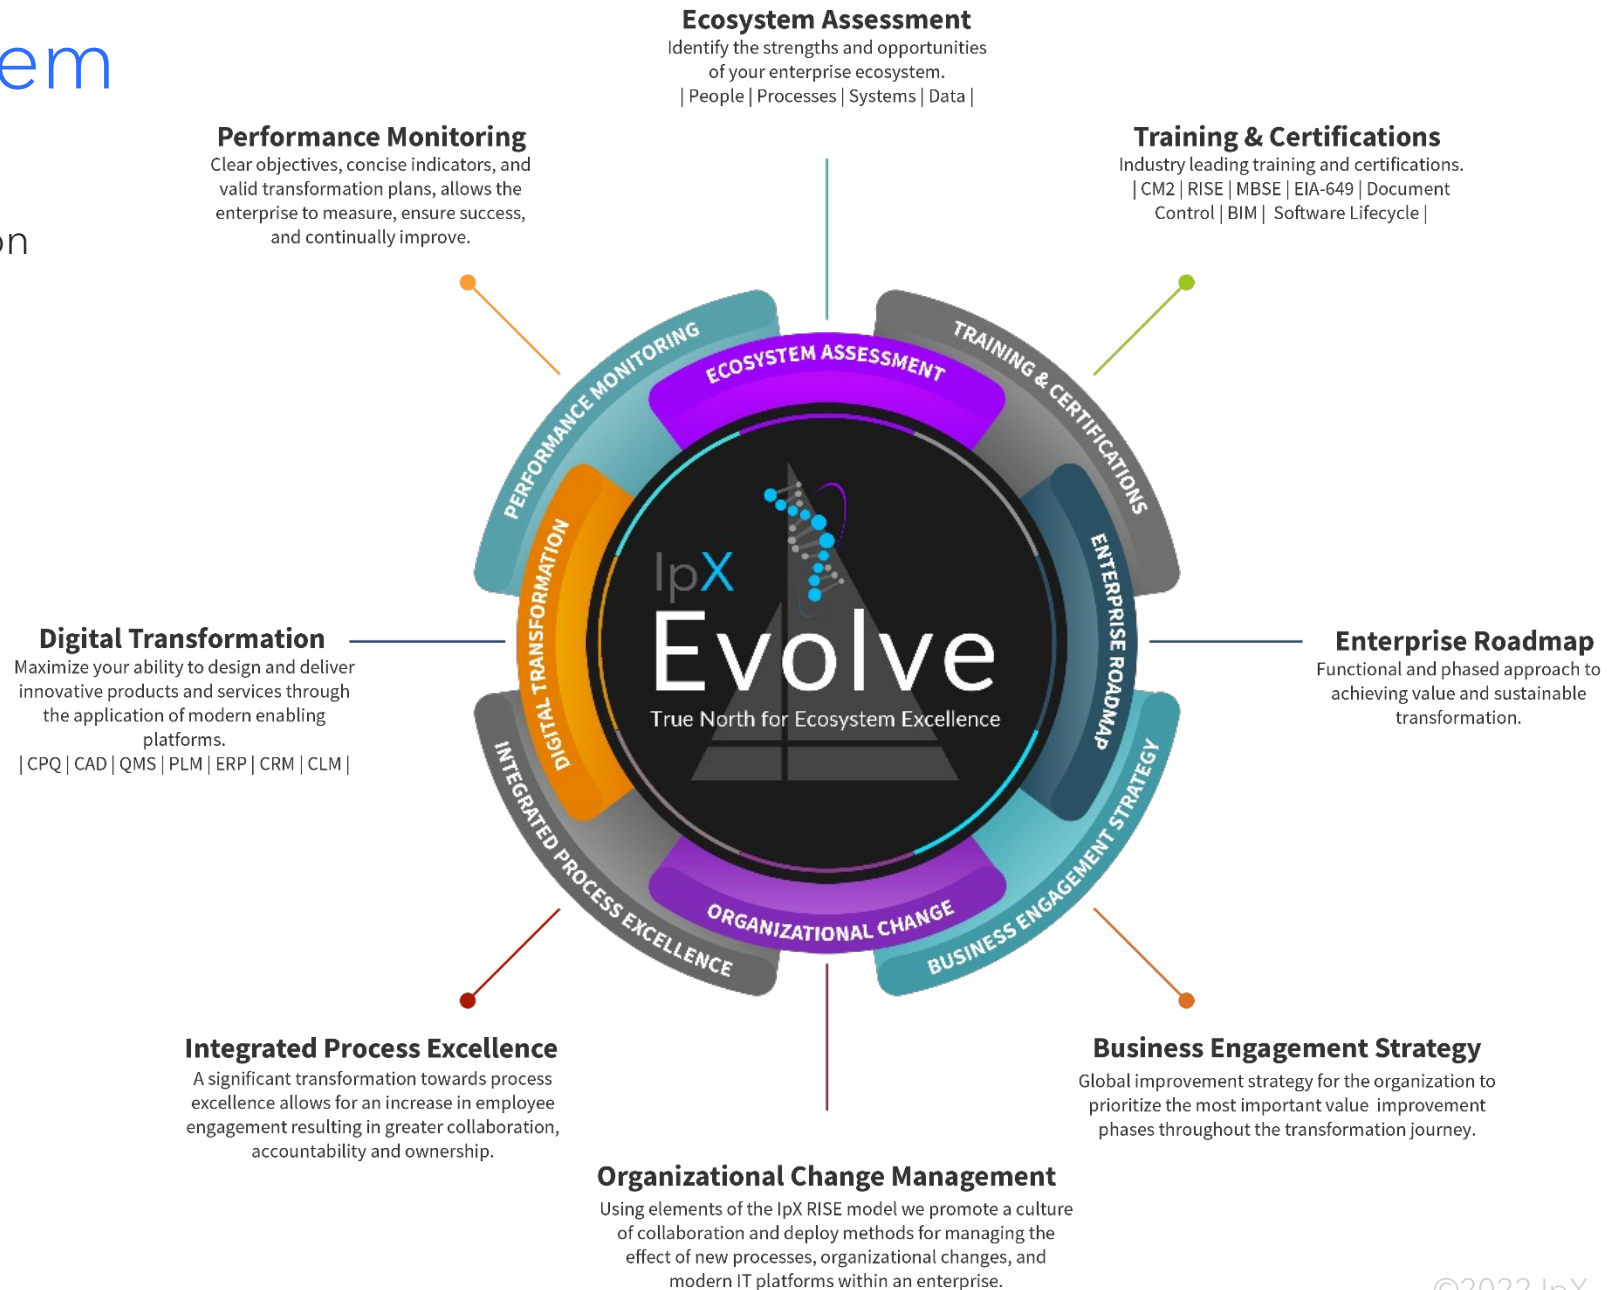 em
on
Ecosystem Assessment
Identify the strengths and opportunities
of your enterprise ecosystem.
| People | Processes | Systems | Data |
Performance Monitoring
Clear objectives, concise indicators, and
valid transformation plans, allows the
enterprise to measure, ensure success,
and continually improve.
Training & Certifications
Industry leading training and certifications.
| CM2 | RISE | MBSE | EIA-649 | Document
Control | BIM | Software Lifecycle |
PERFORMANCE MONITORING
ECOSYSTEM ASSESSMENT
TRAINING & CERTIFICATIONS
DIGITAL TRANSFORMATION
ENTERPRISE ROADMAP
INTEGRATED PROCESS EXCELLENCE
ORGANIZATIONAL CHANGE
BUSINESS ENGAGEMENT STRATEGY
IpX
Evolve
True North for Ecosystem Excellence
Digital Transformation
Maximize your ability to design and deliver
innovative products and services through
the application of modern enabling
platforms.
| CPQ | CAD | QMS | PLM | ERP | CRM | CLM |
Enterprise Roadmap
Functional and phased approach to
achieving value and sustainable
transformation.
Integrated Process Excellence
A significant transformation towards process
excellence allows for an increase in employee
engagement resulting in greater collaboration,
accountability and ownership.
Business Engagement Strategy
Global improvement strategy for the organization to
prioritize the most important value improvement
phases throughout the transformation journey.
Organizational Change Management
Using elements of the IpX RISE model we promote a culture
of collaboration and deploy methods for managing the
effect of new processes, organizational changes, and
modern IT platforms within an enterprise.
©2022 IpX